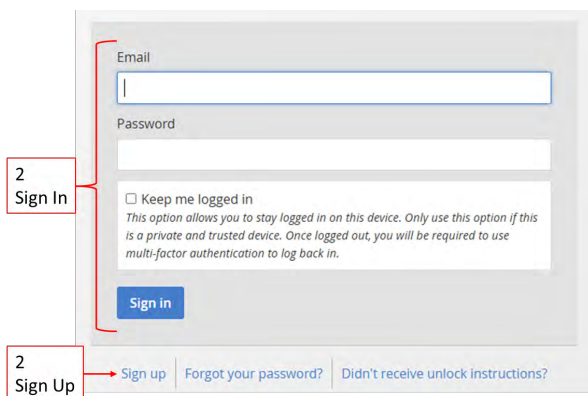 Email
Password
2
Sign In
Keep me logged in
This option allows you to stay logged in on this device. Only use this option if this
is a private and trusted device. Once logged out, you will be required to use
multi-factor authentication to log back in.
Sign in
2
Sign Up
Sign up Forgot your password? Didn't receive unlock instructions?